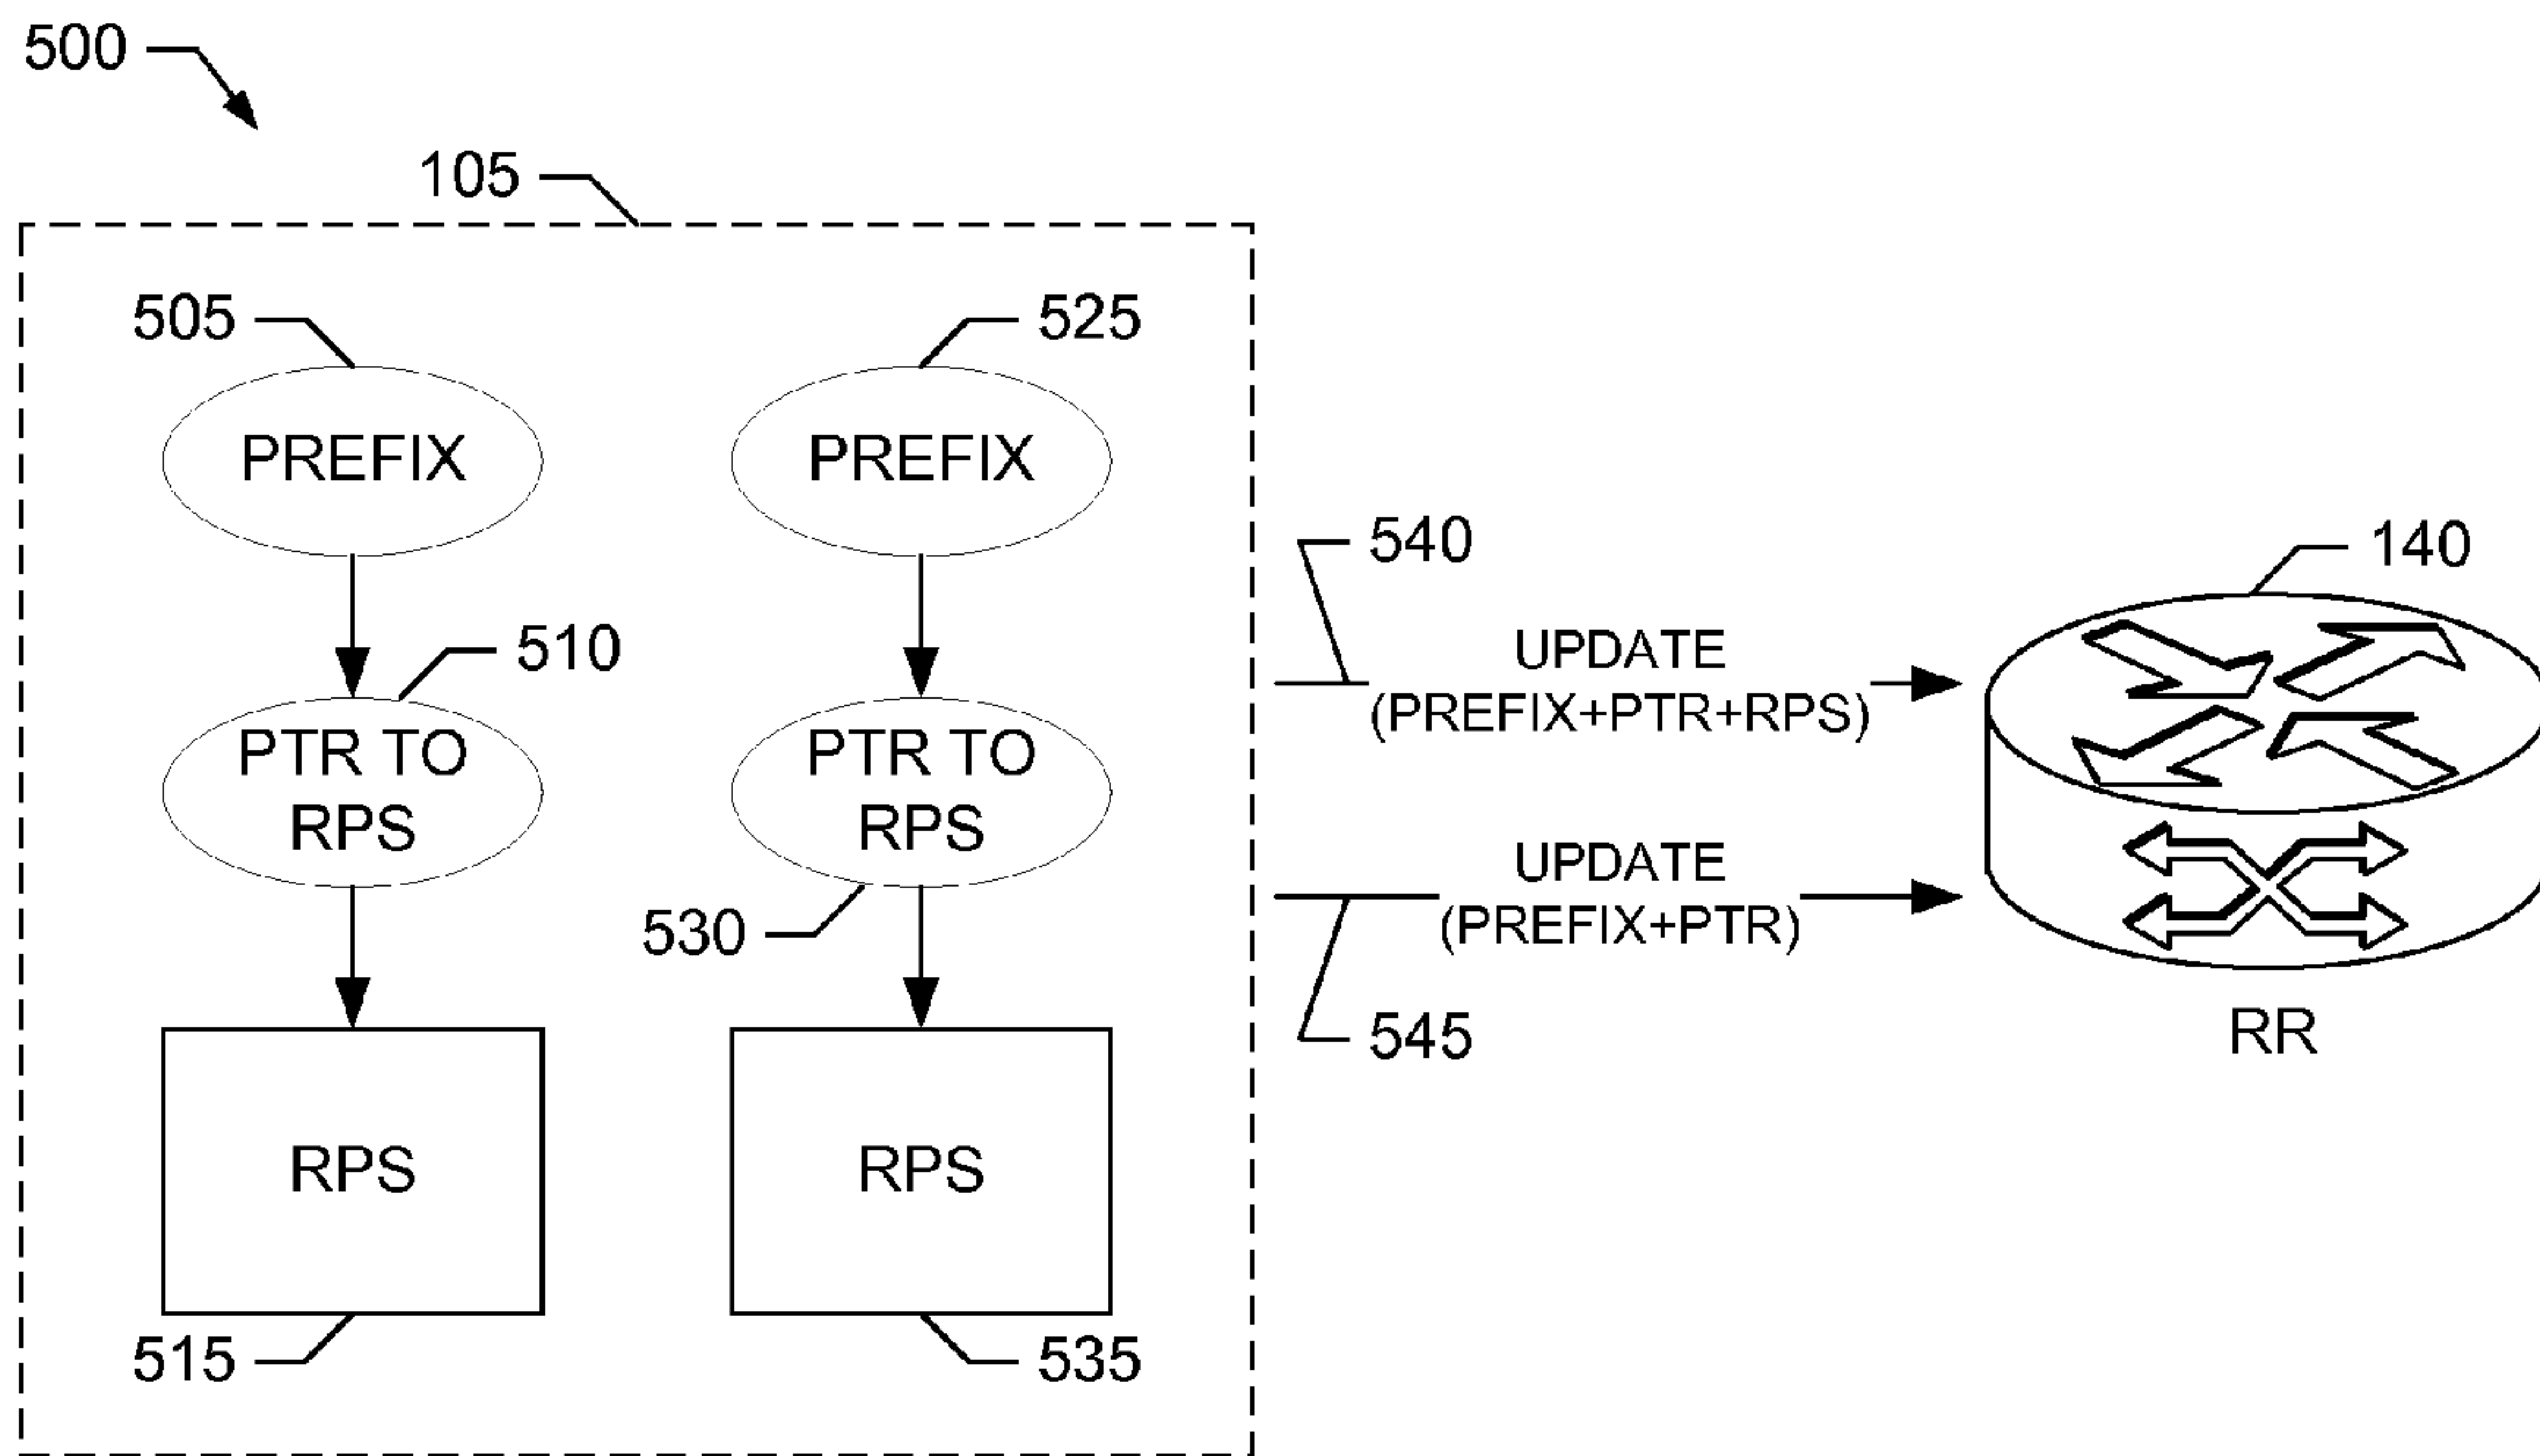 500
105
505
525
PREFIX
PREFIX
510
PTR TO
RPS
PTR TO
RPS
530
RPS
RPS
515
535
540
UPDATE
(PREFIX+PTR+RPS)
UPDATE
(PREFIX+PTR)
545
140
RR